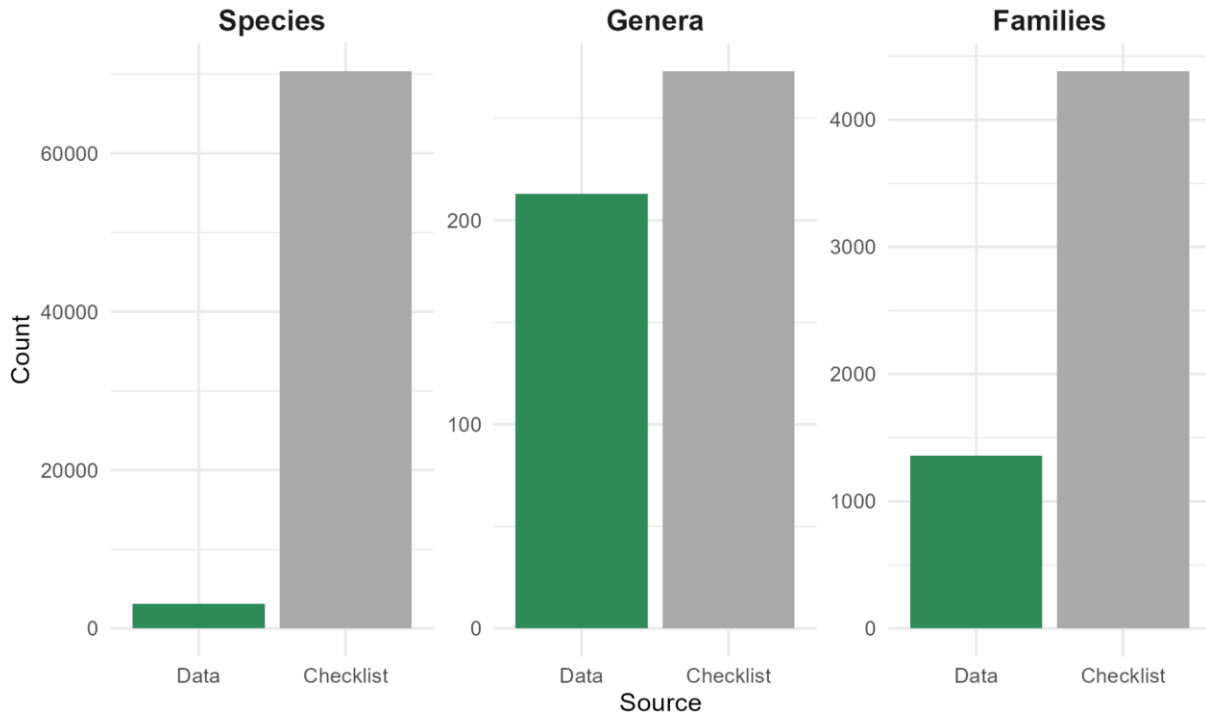 Species
Genera
Families
Count
60000
40000
20000
0
200
100
0
4000
3000
2000
1000
0
Data
Checklist
Data
Checklist
Data
Checklist
Source